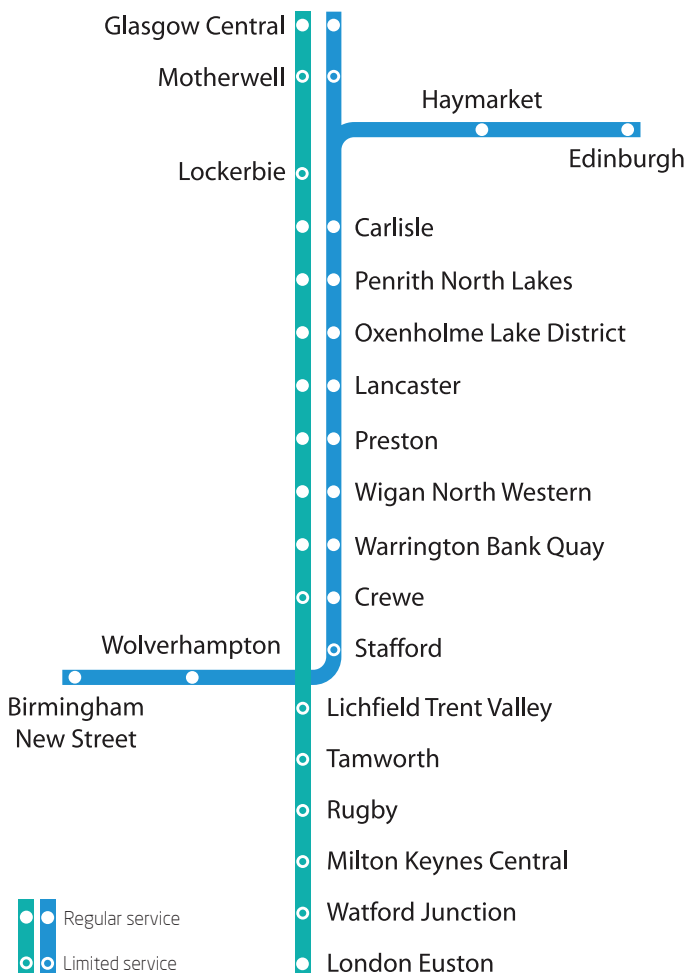 Glasgow Central
Motherwell
Haymarket
Edinburgh
Lockerbie
Carlisle
Penrith North Lakes
Oxenholme Lake District
Lancaster
Preston
Wigan North Western
Warrington Bank Quay
Crewe
Wolverhampton
Stafford
Birmingham
New Street
Lichfield Trent Valley
Tamworth
Rugby
Milton Keynes Central
Watford Junction
London Euston
Regular service
Limited service